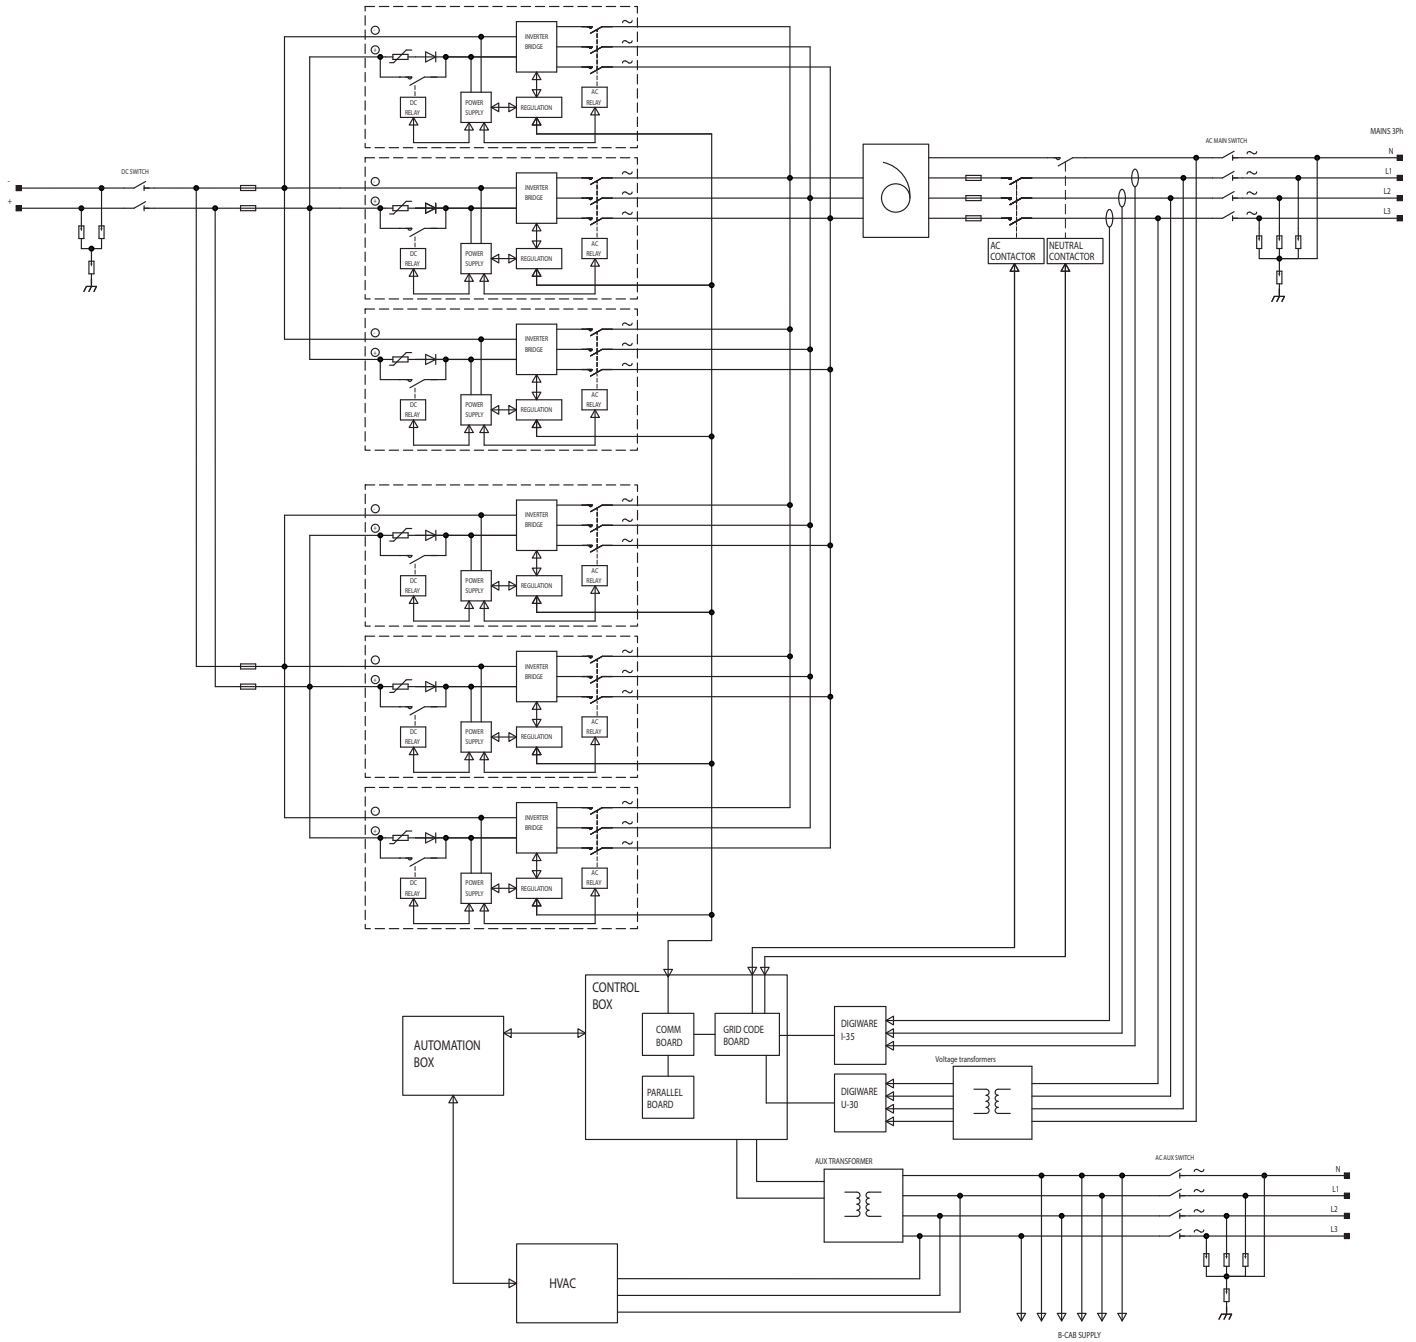 -
+
DC SWITCH
-
+
INVERTER
BRIDGE
~
~
~
DC
RELAY
POWER
SUPPLY
REGULATION
AC
RELAY
-
+
INVERTER
BRIDGE
~
~
~
DC
RELAY
POWER
SUPPLY
REGULATION
AC
RELAY
-
+
INVERTER
BRIDGE
~
~
~
DC
RELAY
POWER
SUPPLY
REGULATION
AC
RELAY
-
+
INVERTER
BRIDGE
~
~
~
DC
RELAY
POWER
SUPPLY
REGULATION
AC
RELAY
-
+
INVERTER
BRIDGE
~
~
~
DC
RELAY
POWER
SUPPLY
REGULATION
AC
RELAY
-
+
INVERTER
BRIDGE
~
~
~
DC
RELAY
POWER
SUPPLY
REGULATION
AC
RELAY
AC
CONTACTOR
NEUTRAL
CONTACTOR
AC MAIN SWITCH
~
~
~
~
MAINS 3Ph
N
L1
L2
L3
CONTROL
BOX
COMM
BOARD
GRID CODE
BOARD
PARALLEL
BOARD
AUTOMATION
BOX
DIGIWARE
I-35
DIGIWARE
U-30
Voltage transformers
AUX TRANSFORMER
AC AUX SWITCH
~
~
~
~
N
L1
L2
L3
HVAC
B-CAB SUPPLY